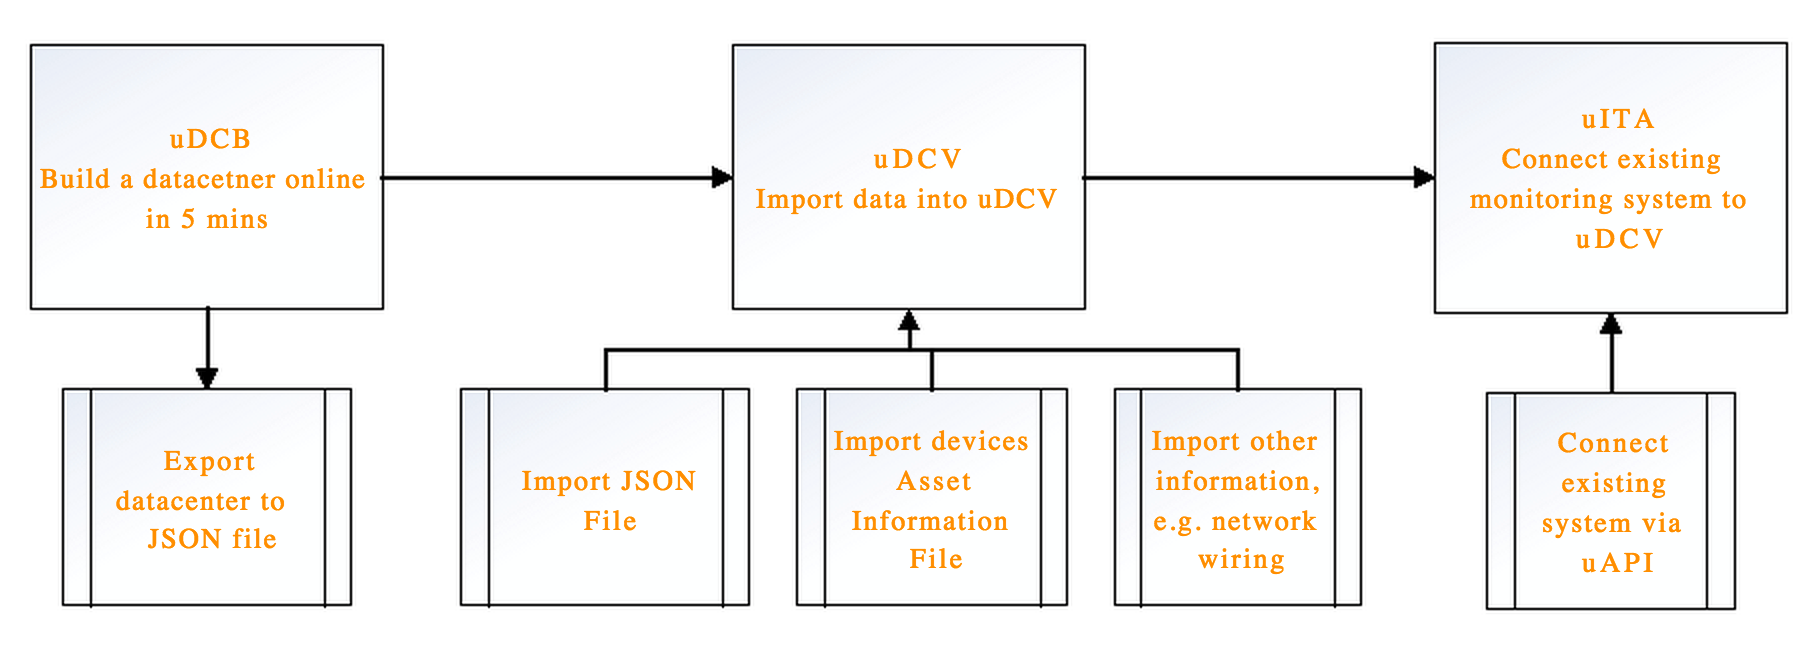 uDCB
Build a datacetner online
in 5 mins
uDCV
Import data into uDCV
uITA
Connect existing
monitoring system to
uDCV
Export
datacenter to
JSON file
Import JSON
File
Import devices
Asset
Information
File
Import other
information,
e.g. network
wiring
Connect
existing
system via
uAPI